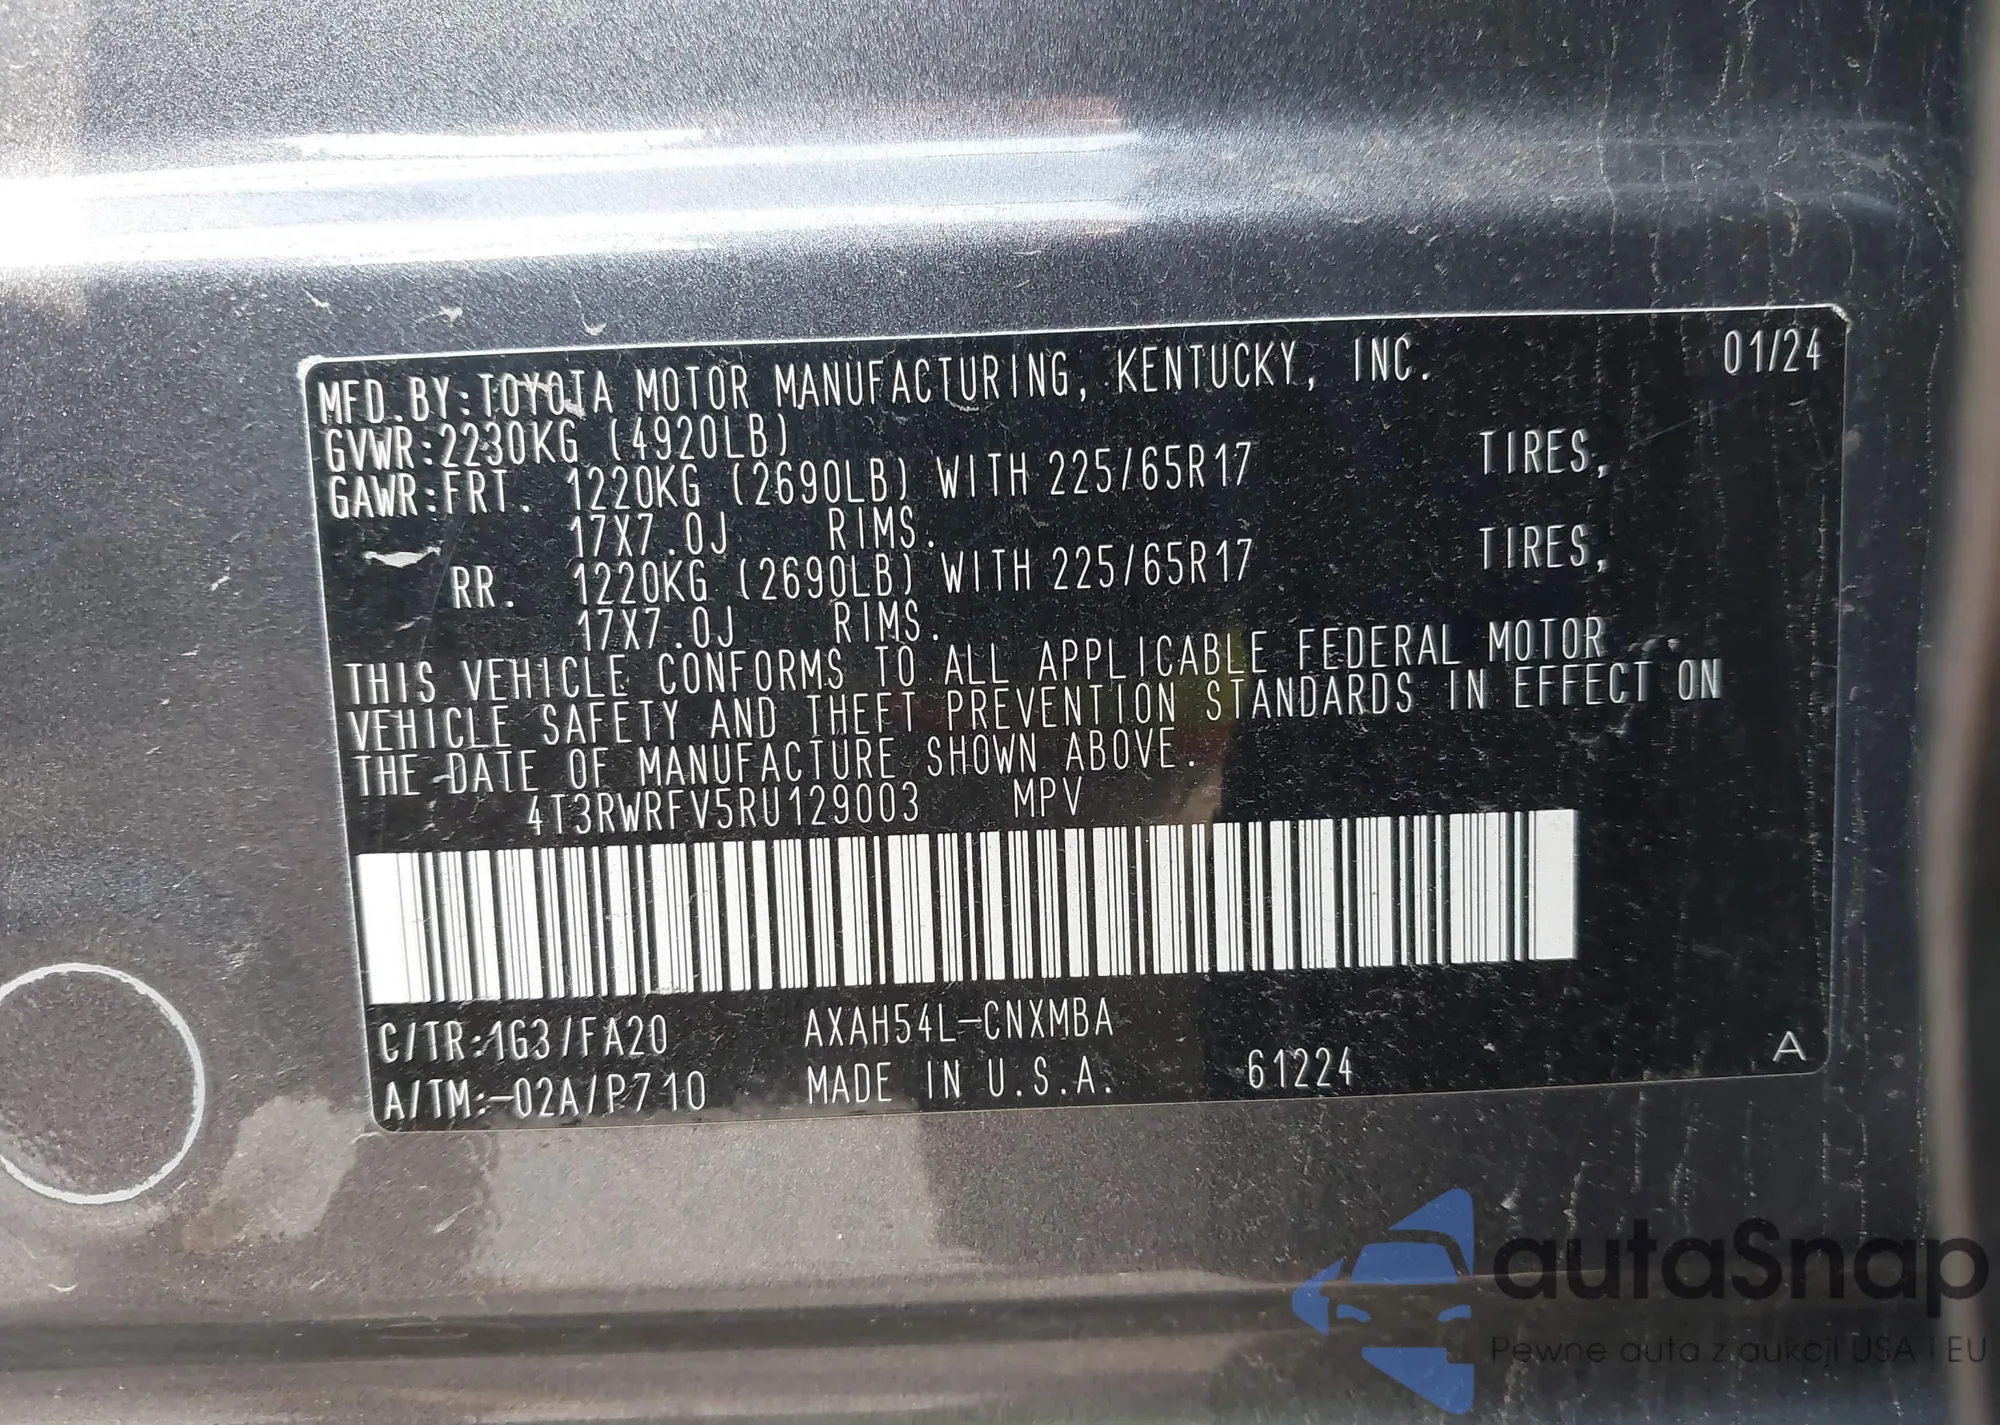 MFD.BY:TOYOTA MOTOR MANUFACTURING, KENTUCKY, INC. 01/24
GVWR:2230KG (4920LB)
GAWR:FRT. 1220KG (2690LB) WITH 225/65R17 TIRES,
17X7.0J RIMS.
RR. 1220KG (2690LB) WITH 225/65R17 TIRES,
17X7.0J RIMS.
THIS VEHICLE CONFORMS TO ALL APPLICABLE FEDERAL MOTOR
VEHICLE SAFETY AND THEFT PREVENTION STANDARDS IN EFFECT ON
THE DATE OF MANUFACTURE SHOWN ABOVE.
4T3RWRFV5RU129003 MPV
C/TR:1G3/FA20 AXAH54L-CNXMBA
A/TM:-02A/P710 MADE IN U.S.A. 61224 A
autaSnap
Pewne auta z aukcji USA i EU